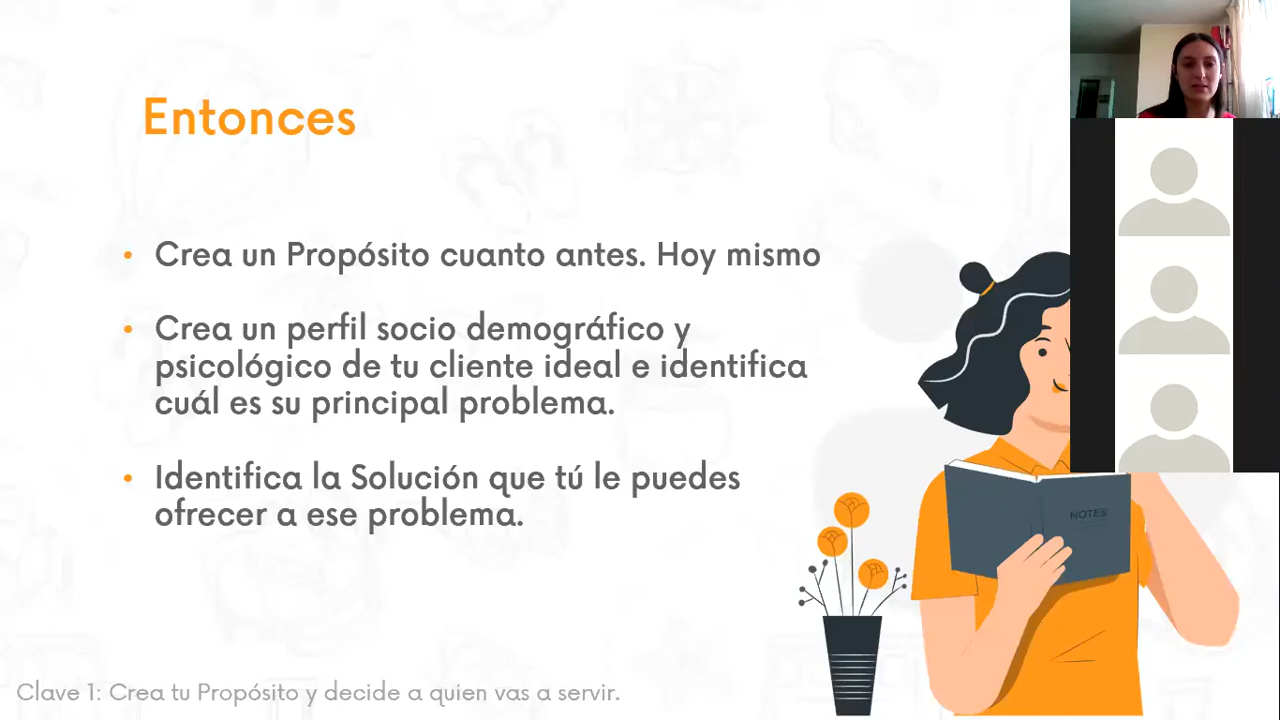 Entonces
• Crea un Propósito cuanto antes. Hoy mismo
• Crea un perfil socio demográfico y
psicológico de tu cliente ideal e identifica
cuál es su principal problema.
• Identifica la Solución que tú le puedes
ofrecer a ese problema.
NOTES
Clave 1: Crea tu Propósito y decide a quien vas a servir.